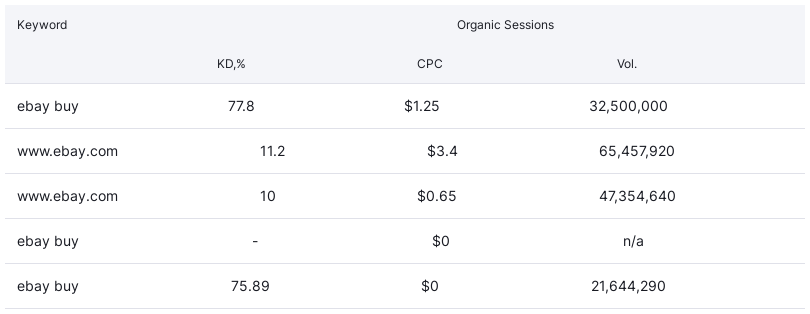 Keyword Organic Sessions
KD,% CPC Vol.
ebay buy 77.8 $1.25 32,500,000
www.ebay.com 11.2 $3.4 65,457,920
www.ebay.com 10 $0.65 47,354,640
ebay buy - $0 n/a
ebay buy 75.89 $0 21,644,290